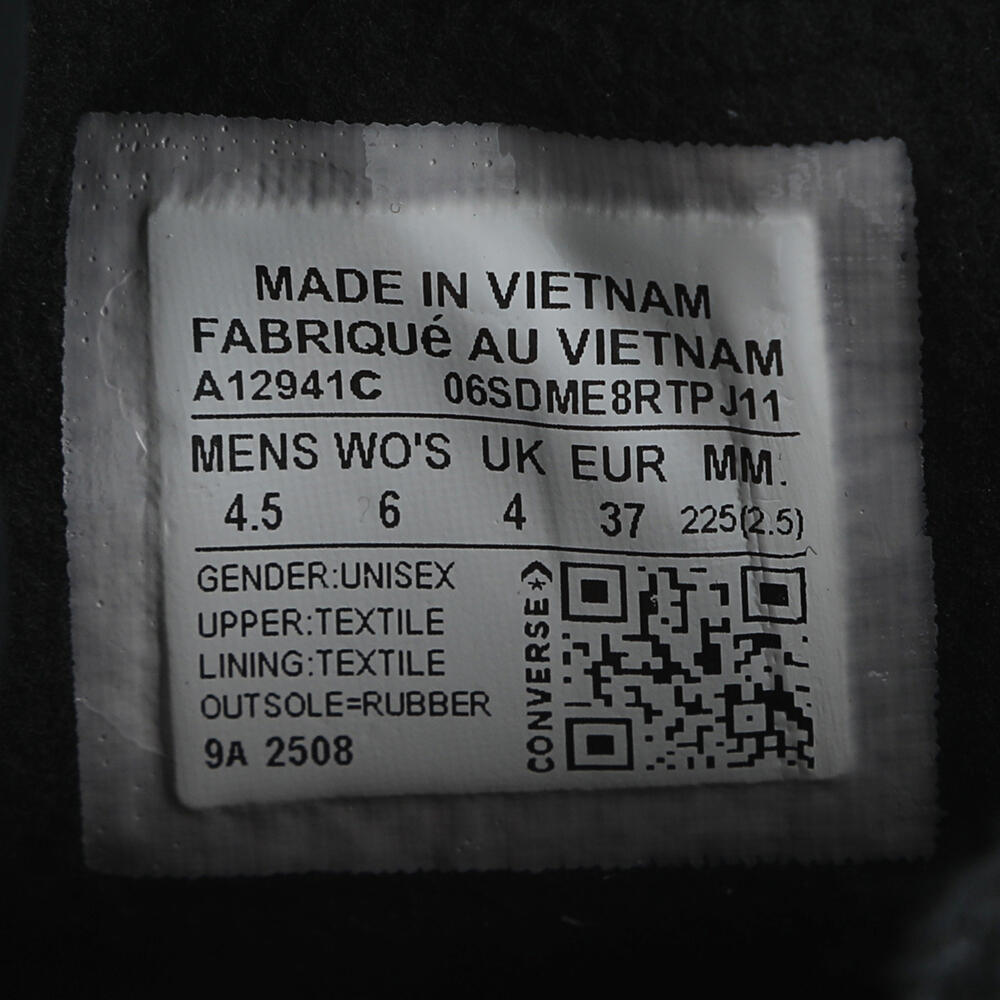 MADE IN VIETNAM
FABRIQUé AU VIETNAM
A12941C 06SDME8RTPJ11
MENS WO'S UK EUR MM.
4.5 6 4 37 225(2.5)
GENDER:UNISEX
UPPER:TEXTILE
LINING:TEXTILE
OUTSOLE=RUBBER
9A 2508
CONVERSE